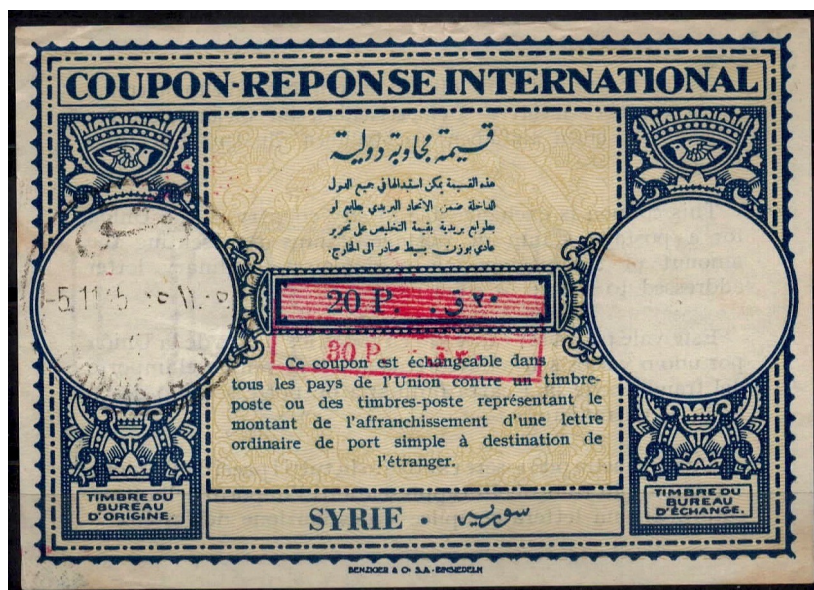 COUPON-REPONSE INTERNATIONAL
قسيمة مجاوبة دولية
هذه القسيمة يمكن استبدالها في جميع الدول
الداخلة ضمن الاتحاد البريدي بطابع او
بطوابع بريدية بقيمة التخليص على تحرير
عادي بوزن بسيط صادر الى الخارج.
20 P. ٢٠ ق.
30 P. ٣٠ ق.
Ce coupon est échangeable dans
tous les pays de l'Union contre un timbre-
poste ou des timbres-poste représentant le
montant de l'affranchissement d'une lettre
ordinaire de port simple à destination de
l'étranger.
TIMBRE DU
BUREAU
D'ORIGINE.
TIMBRE DU
BUREAU
D'ÉCHANGE.
SYRIE . سورية
BENZIGER & Co S.A. - EINSIEDELN